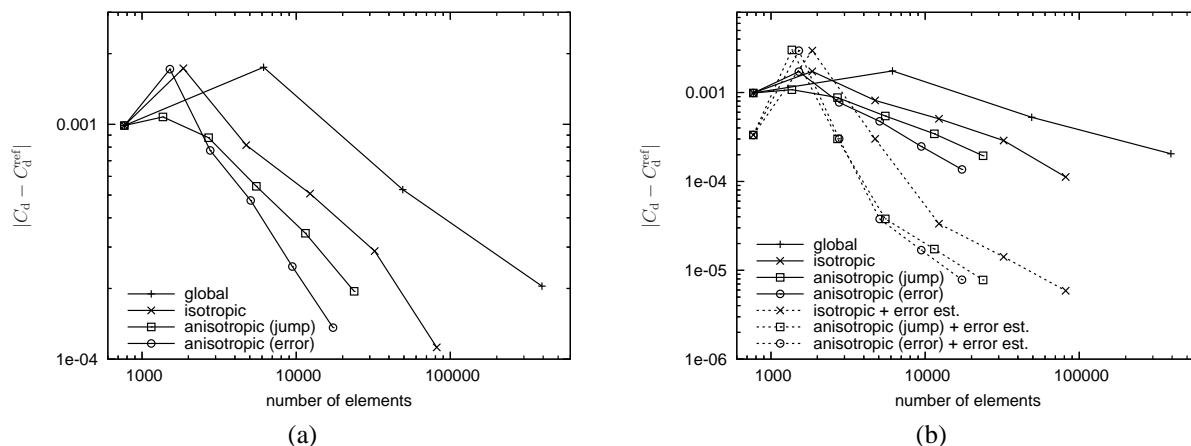 0.001
1e-04
1000
10000
100000
|C_d − C_d^ref|
number of elements
global
isotropic
anisotropic (jump)
anisotropic (error)
(a)
0.001
1e-04
1e-05
1e-06
1000
10000
100000
|C_d − C_d^ref|
number of elements
global
isotropic
anisotropic (jump)
anisotropic (error)
isotropic + error est.
anisotropic (jump) + error est.
anisotropic (error) + error est.
(b)